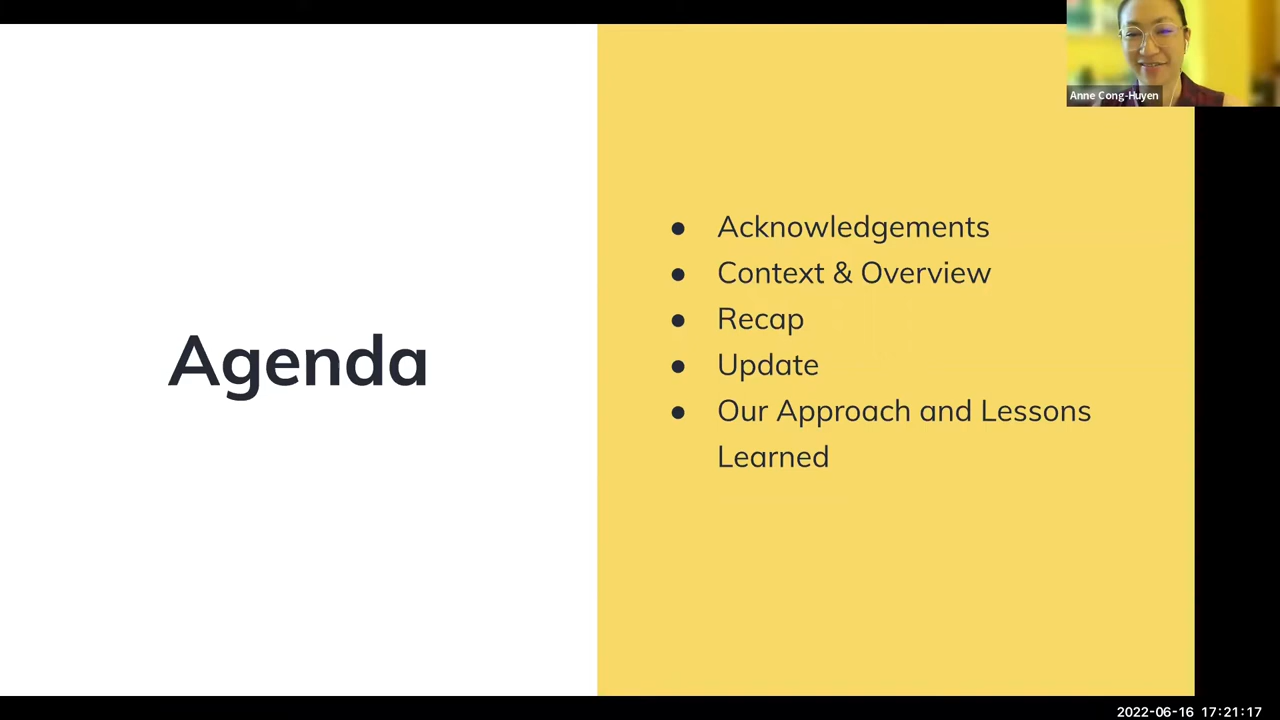 Anne Cong-Huyen
Agenda
● Acknowledgements
● Context & Overview
● Recap
● Update
● Our Approach and Lessons
Learned
2022-06-16 17:21:17